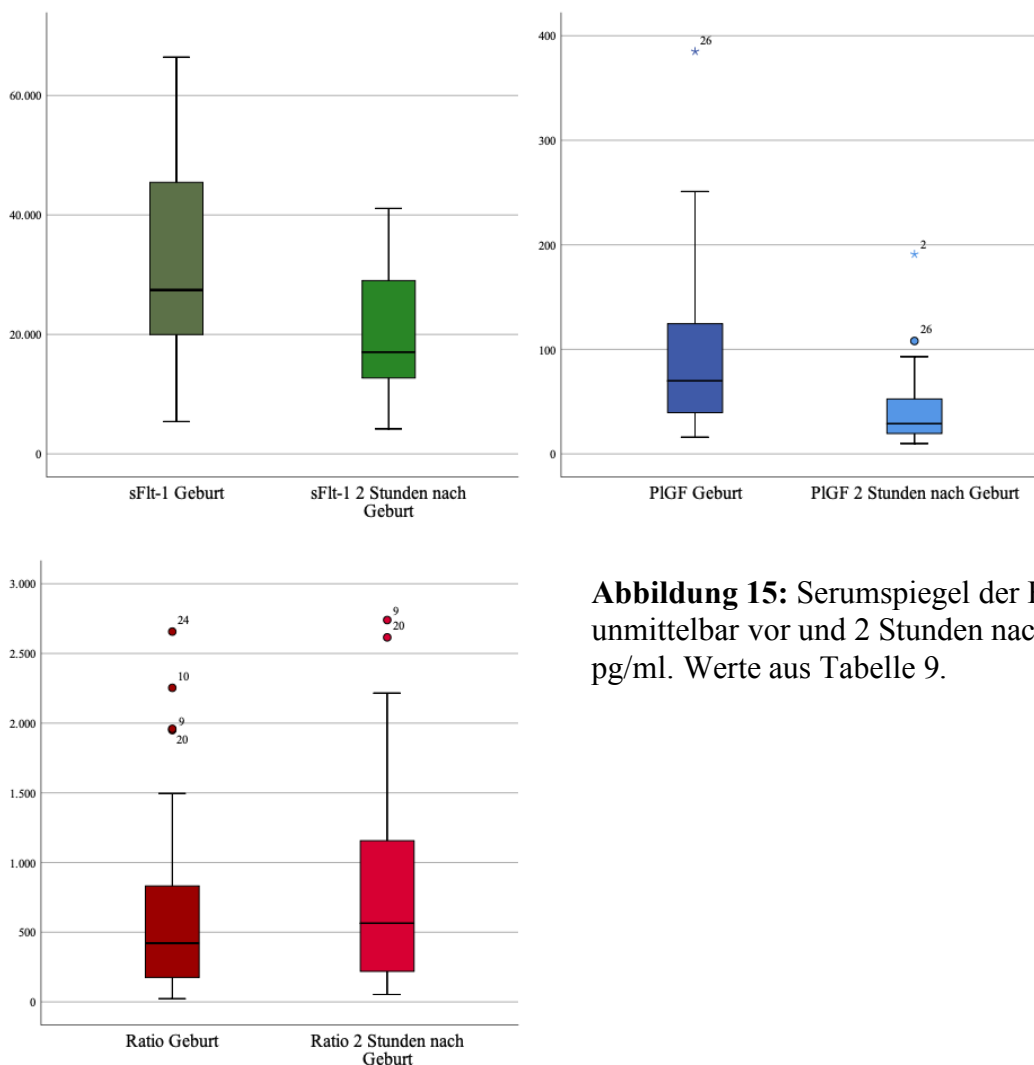 60.000
40.000
20.000
0
sFlt-1 Geburt
sFlt-1 2 Stunden nach
Geburt
400
300
200
100
0
26
2
26
PlGF Geburt
PlGF 2 Stunden nach Geburt
3.000
2.500
2.000
1.500
1.000
500
0
24
10
9
20
9
20
Ratio Geburt
Ratio 2 Stunden nach
Geburt
Abbildung 15: Serumspiegel der
unmittelbar vor und 2 Stunden
pg/ml. Werte aus Tabelle 9.